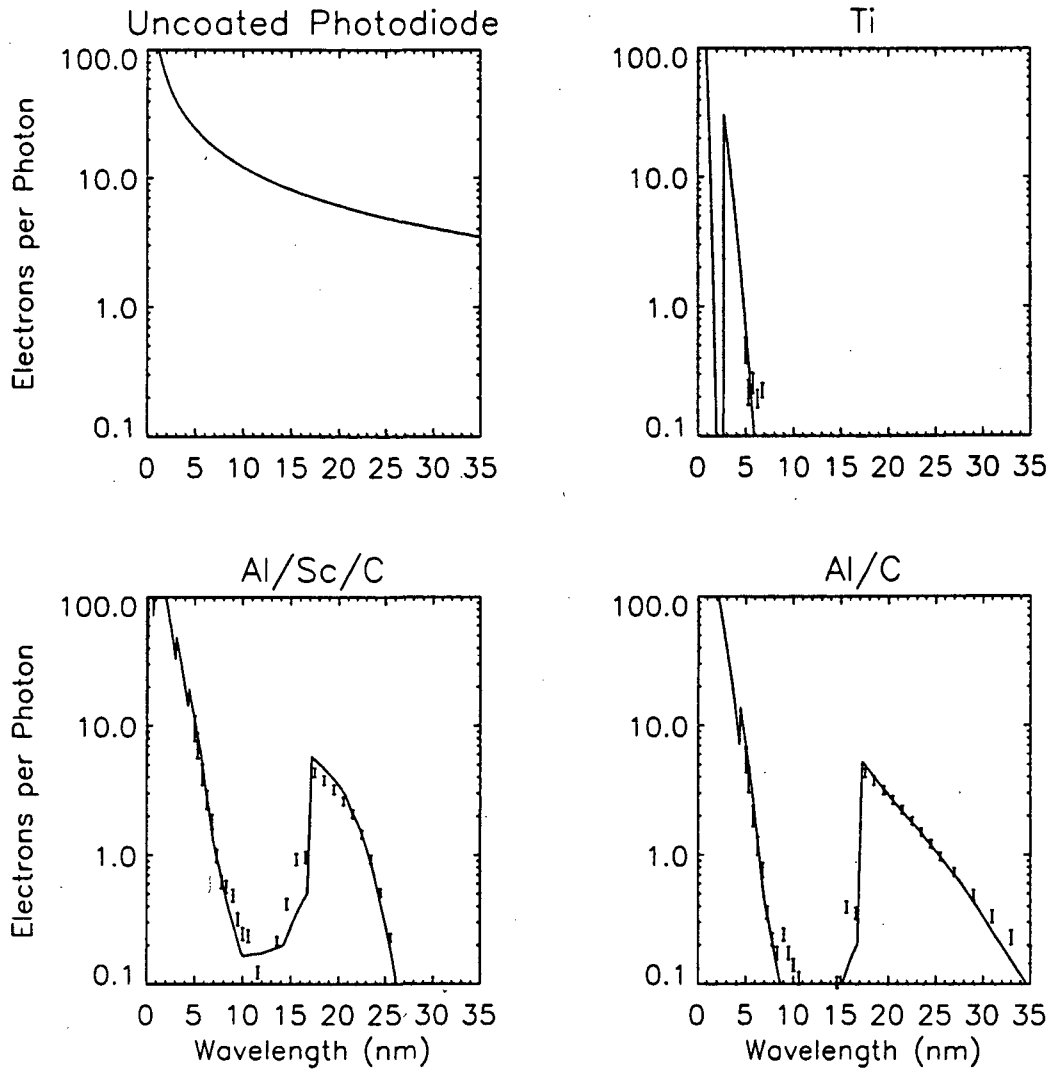 Uncoated Photodiode
Electrons per Photon
100.0
10.0
1.0
0.1
0 5 10 15 20 25 30 35
Ti
100.0
10.0
1.0
0.1
0 5 10 15 20 25 30 35
Al/Sc/C
Electrons per Photon
100.0
10.0
1.0
0.1
0 5 10 15 20 25 30 35
Wavelength (nm)
Al/C
100.0
10.0
1.0
0.1
0 5 10 15 20 25 30 35
Wavelength (nm)